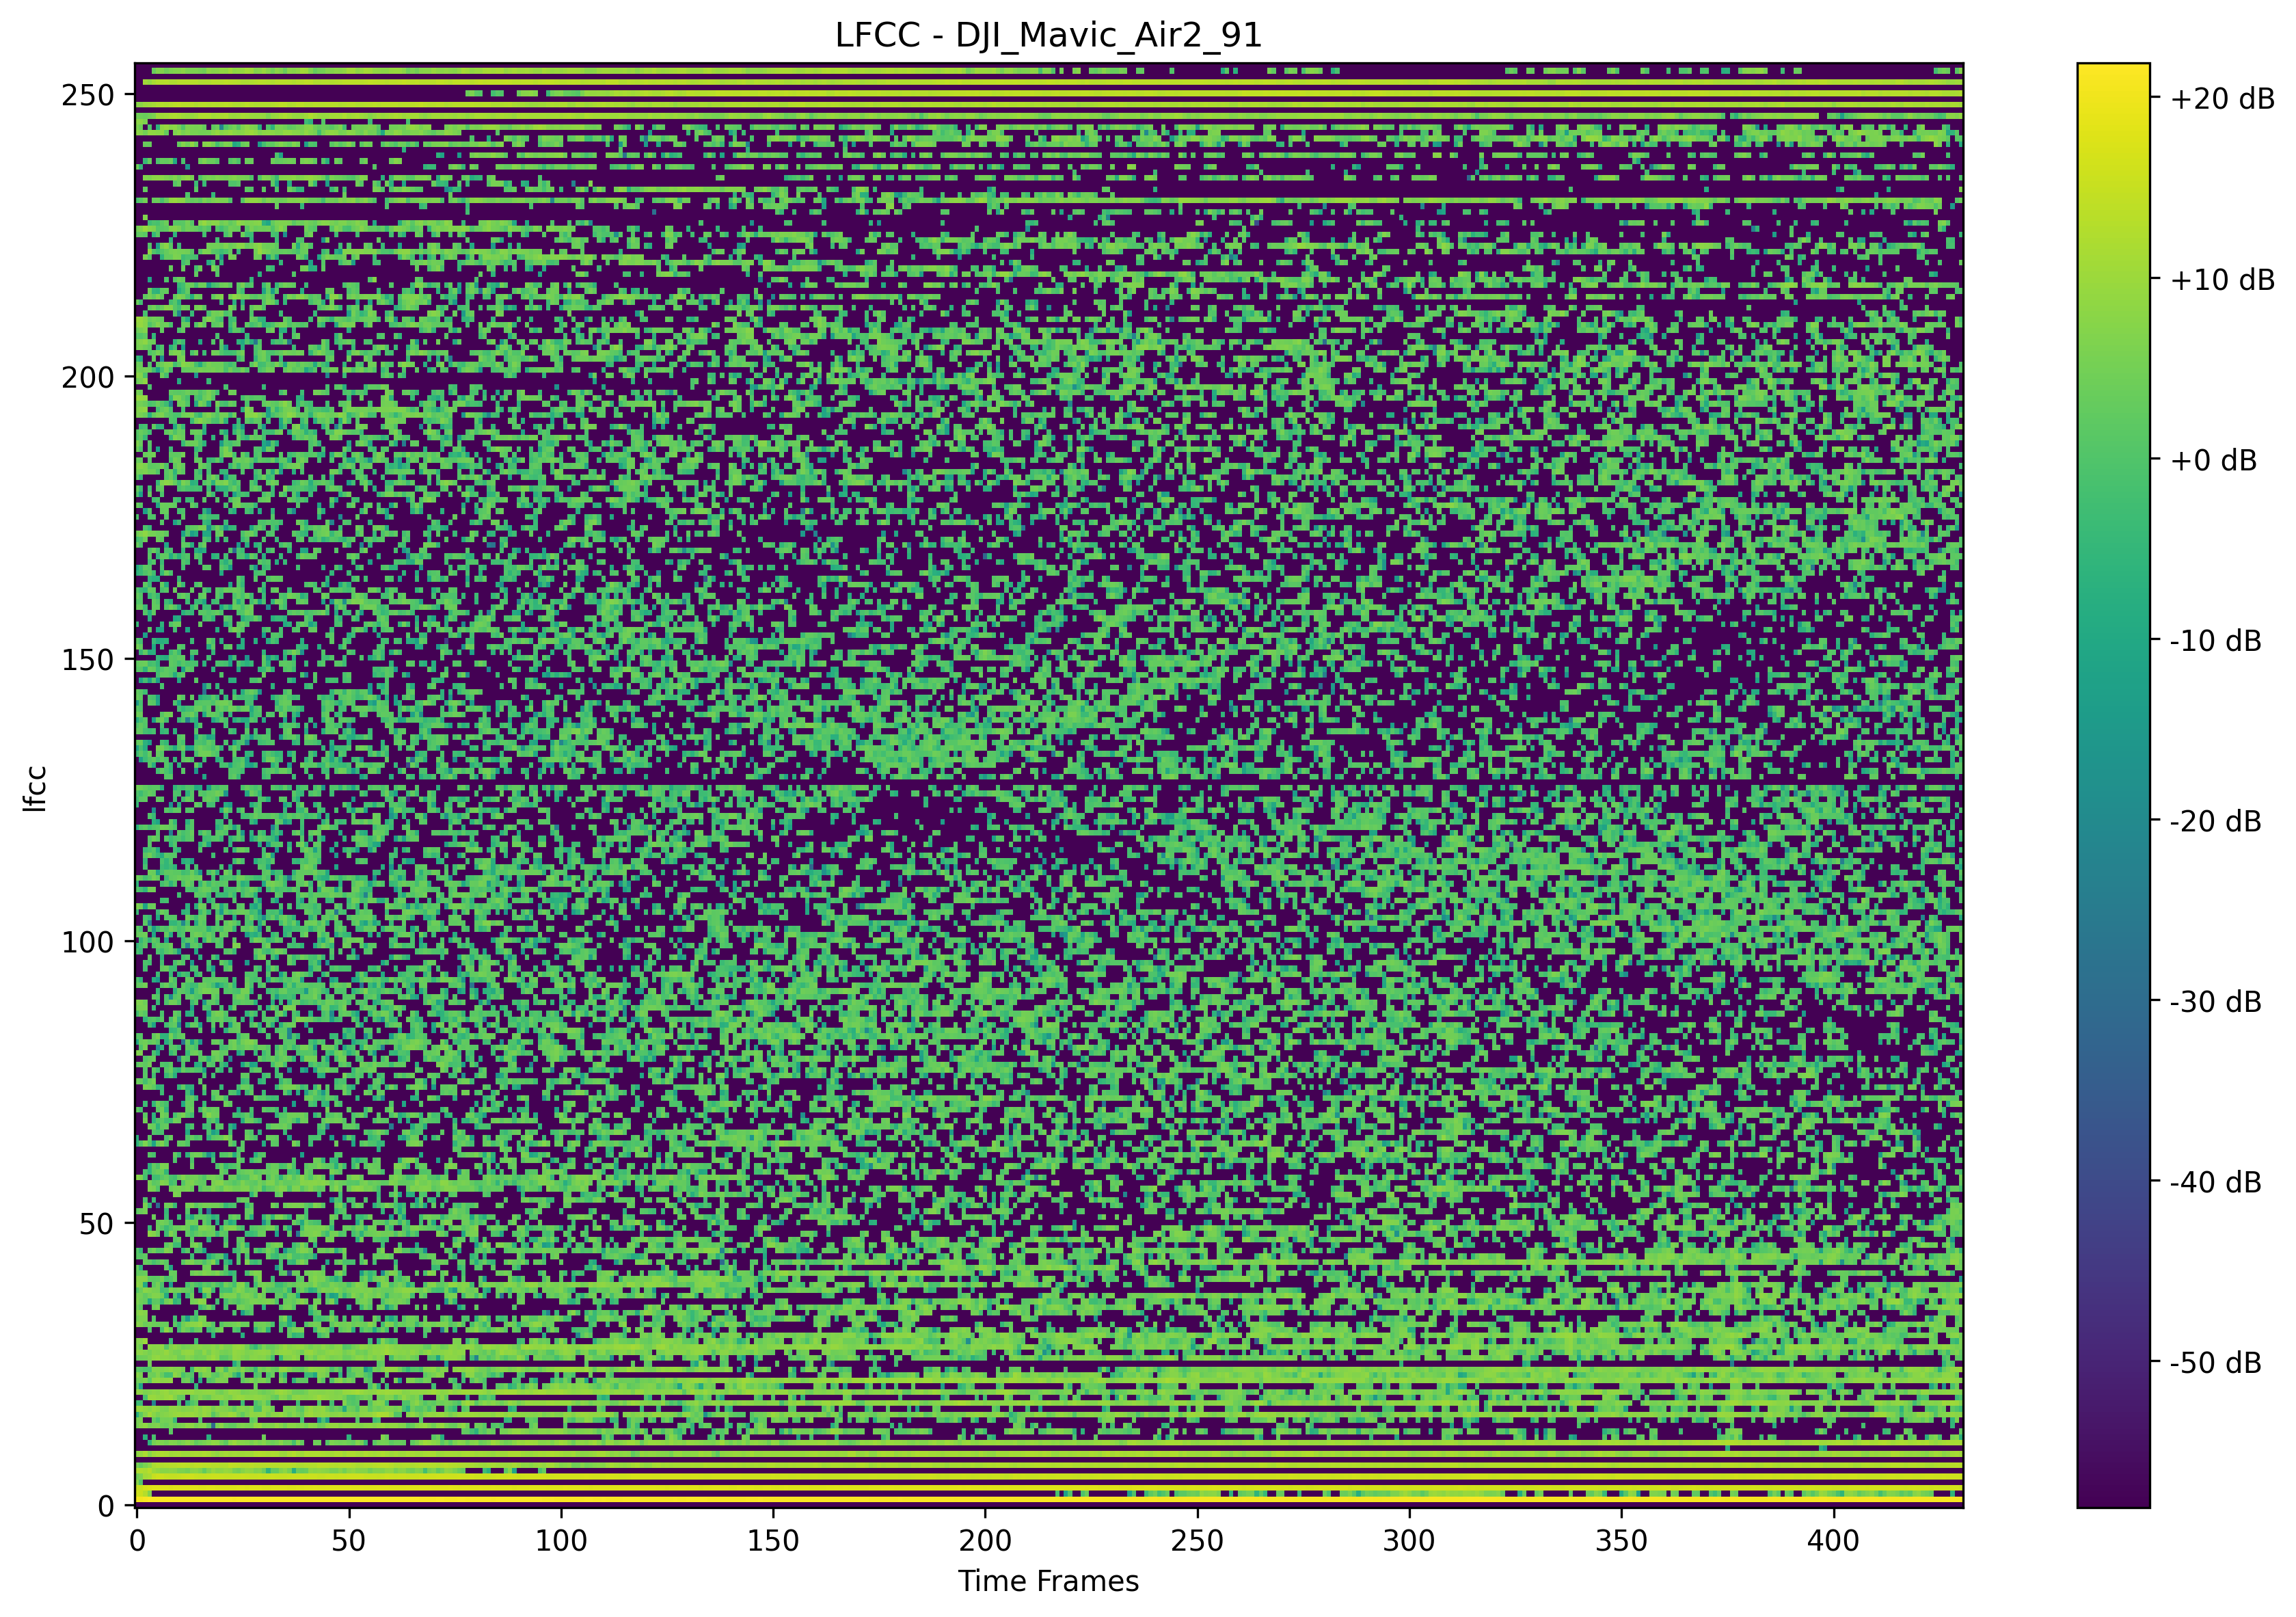 LFCC - DJI_Mavic_Air2_91
250
200
150
100
50
0
lfcc
0 50 100 150 200 250 300 350 400
Time Frames
+20 dB
+10 dB
+0 dB
-10 dB
-20 dB
-30 dB
-40 dB
-50 dB